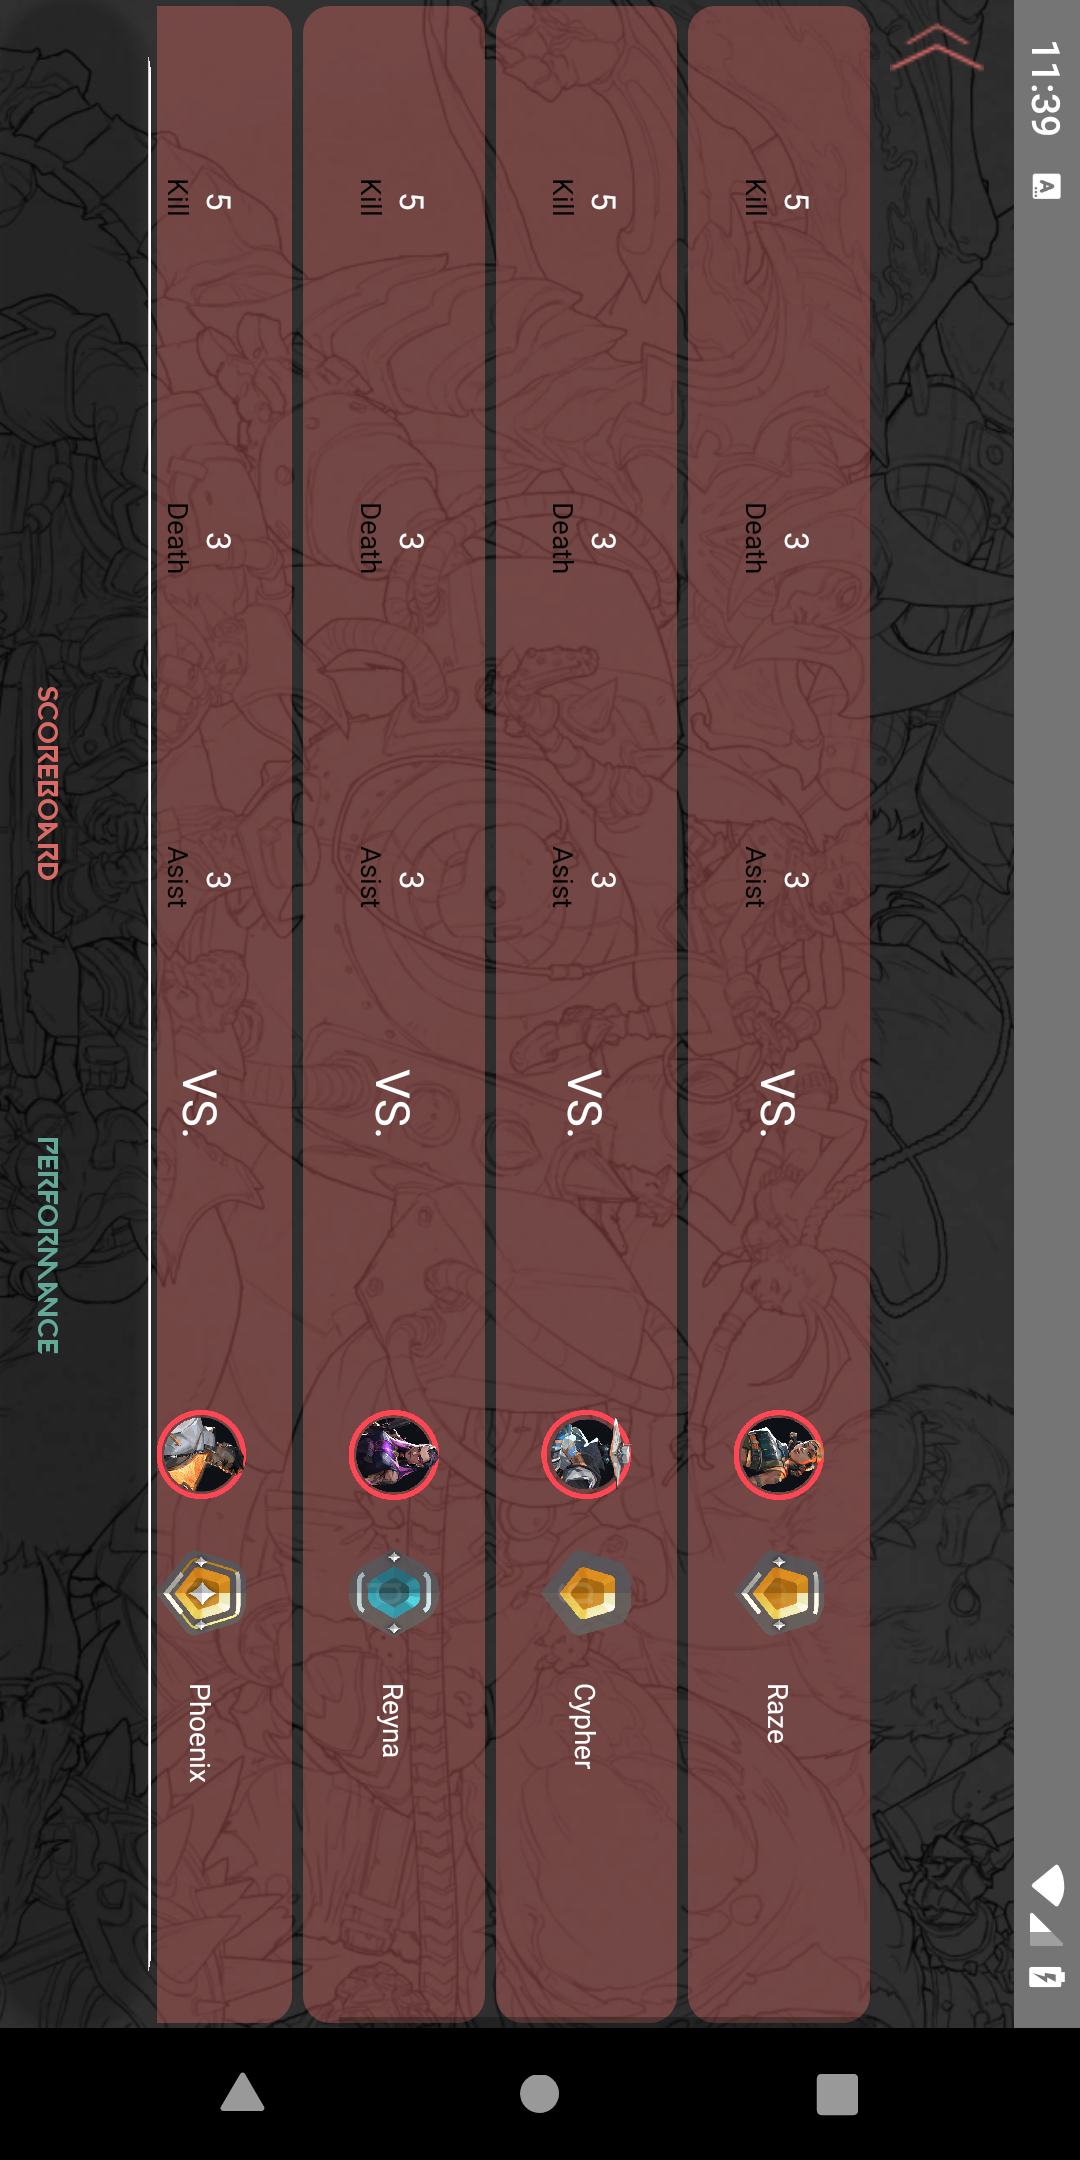 11:39
5
Kill
3
Death
3
Asist
VS.
Raze
5
Kill
3
Death
3
Asist
VS.
Cypher
5
Kill
3
Death
3
Asist
VS.
Reyna
5
Kill
3
Death
3
Asist
VS.
Phoenix
SCOREBOARD
PERFORMANCE